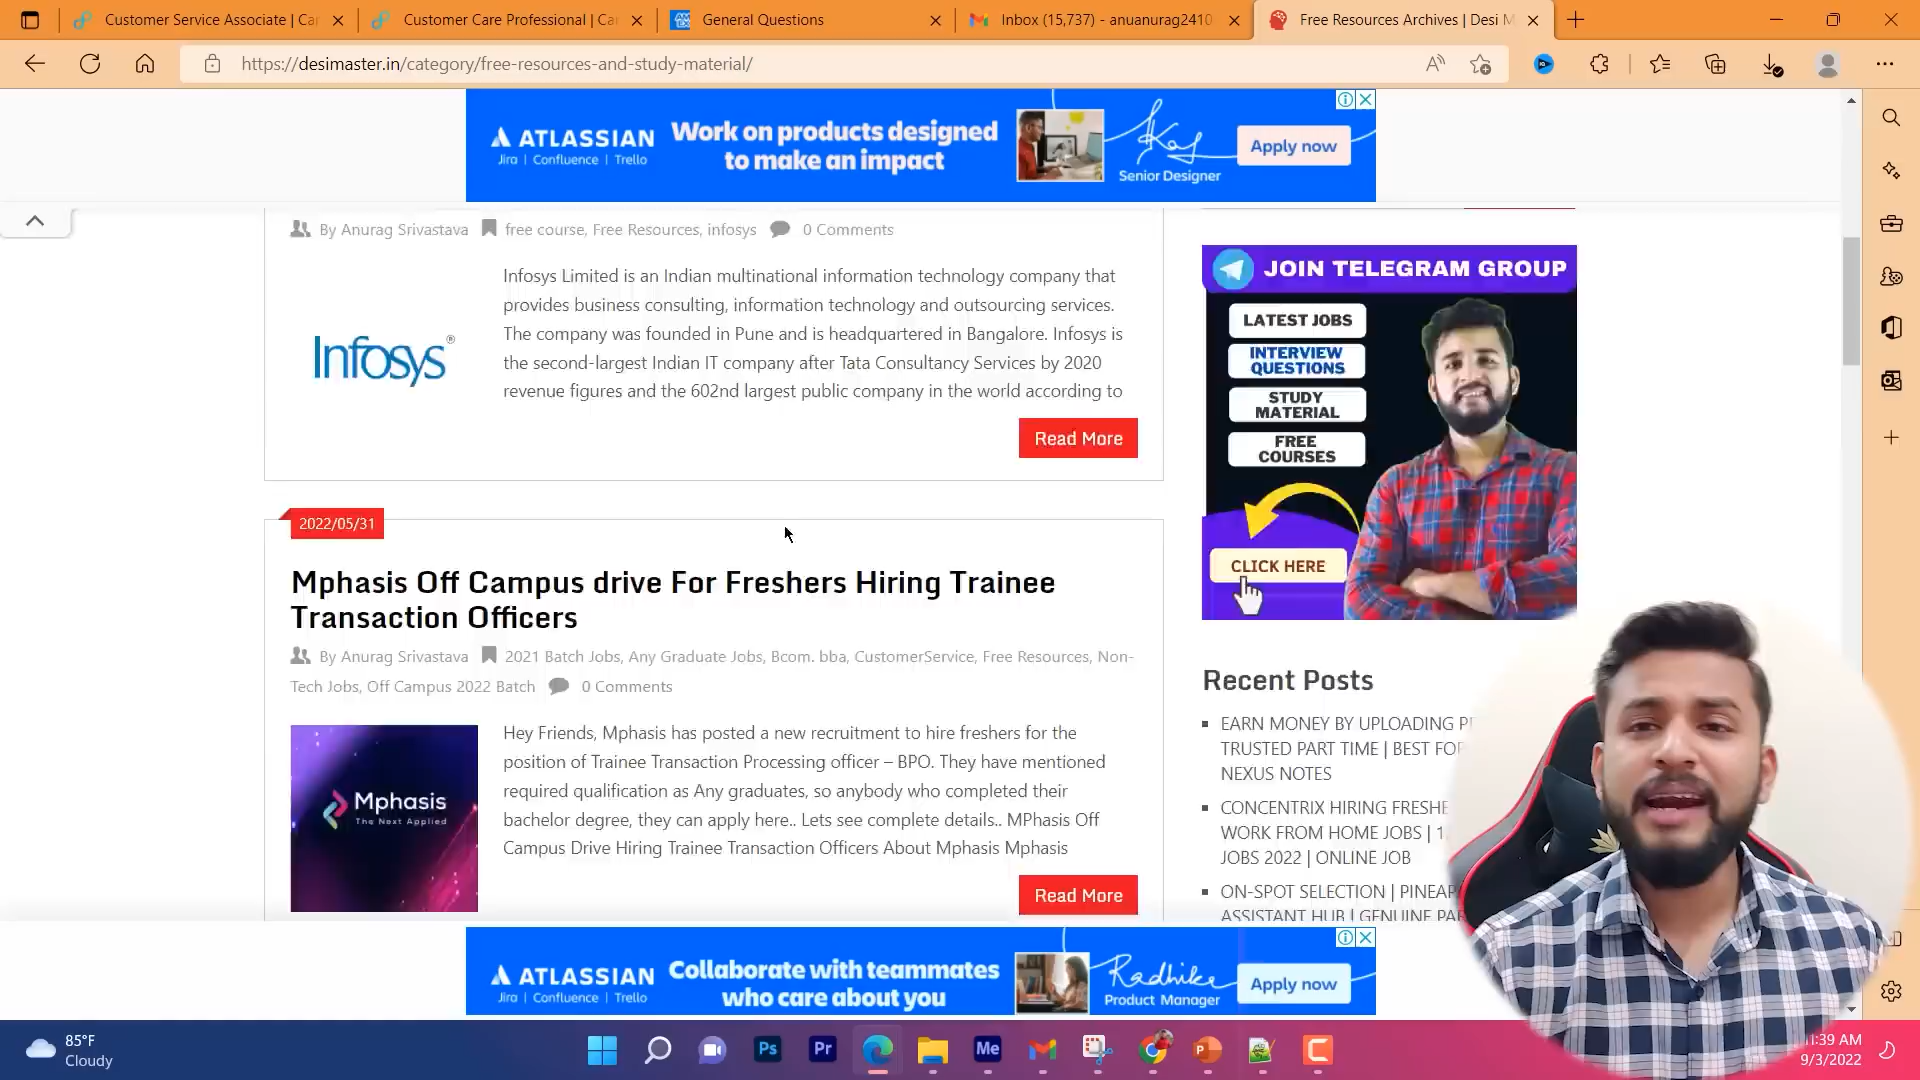 Customer Service Associate | Ca
Customer Care Professional | Ca
General Questions
Inbox (15,737) - anuanurag2410
Free Resources Archives | Desi M
https://desimaster.in/category/free-resources-and-study-material/
ATLASSIAN
Jira | Confluence | Trello
Work on products designed
to make an impact
Senior Designer
Apply now
By Anurag Srivastava free course, Free Resources, infosys 0 Comments
Infosys Limited is an Indian multinational information technology company that
provides business consulting, information technology and outsourcing services.
The company was founded in Pune and is headquartered in Bangalore. Infosys is
the second-largest Indian IT company after Tata Consultancy Services by 2020
revenue figures and the 602nd largest public company in the world according to
Infosys®
Read More
2022/05/31
Mphasis Off Campus drive For Freshers Hiring Trainee
Transaction Officers
By Anurag Srivastava 2021 Batch Jobs, Any Graduate Jobs, Bcom. bba, CustomerService, Free Resources, Non-
Tech Jobs, Off Campus 2022 Batch 0 Comments
Mphasis
The Next Applied
Hey Friends, Mphasis has posted a new recruitment to hire freshers for the
position of Trainee Transaction Processing officer – BPO. They have mentioned
required qualification as Any graduates, so anybody who completed their
bachelor degree, they can apply here.. Lets see complete details.. MPhasis Off
Campus Drive Hiring Trainee Transaction Officers About Mphasis Mphasis
Read More
JOIN TELEGRAM GROUP
LATEST JOBS
INTERVIEW
QUESTIONS
STUDY
MATERIAL
FREE
COURSES
CLICK HERE
Recent Posts
EARN MONEY BY UPLOADING
TRUSTED PART TIME | BEST FO
NEXUS NOTES
CONCENTRIX HIRING FRESHE
WORK FROM HOME JOBS | 1
JOBS 2022 | ONLINE JOB
ON-SPOT SELECTION | PINEAP
ASSISTANT HUB | GENUINE PA
ATLASSIAN
Jira | Confluence | Trello
Collaborate with teammates
who care about you
Radhika
Product Manager
Apply now
85°F
Cloudy
Ps
Pr
Me
:39 AM
9/3/2022